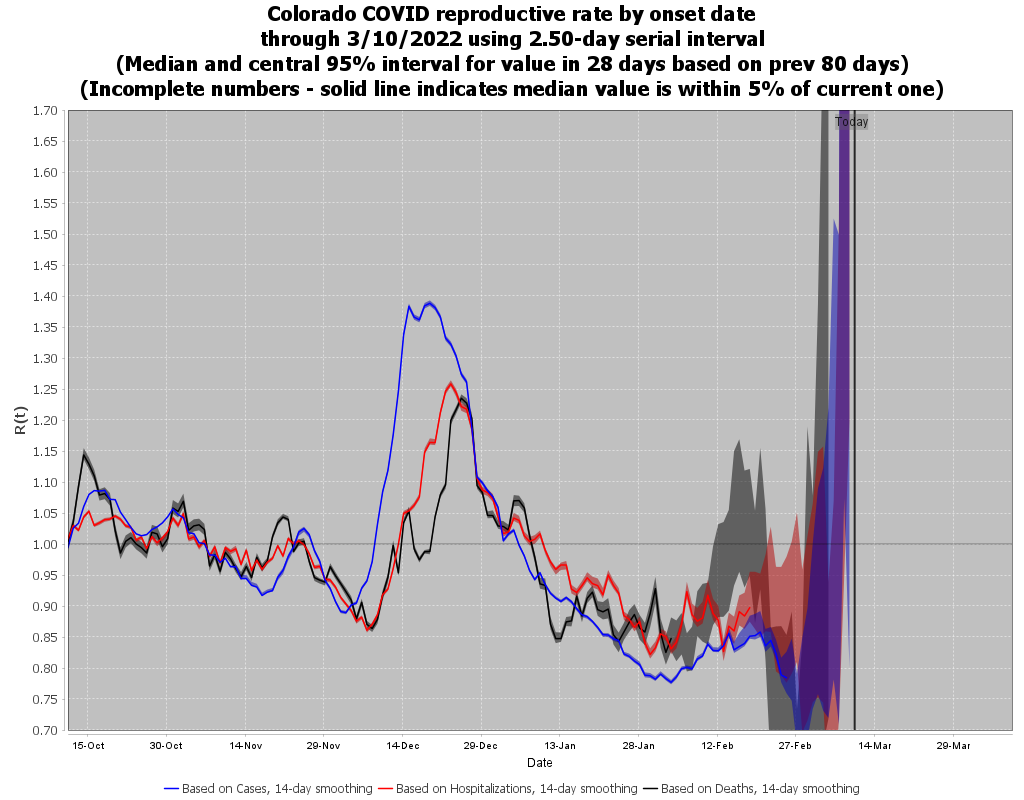 Colorado COVID reproductive rate by onset date
through 3/10/2022 using 2.50-day serial interval
(Median and central 95% interval for value in 28 days based on prev 80 days)
(Incomplete numbers - solid line indicates median value is within 5% of current one)
1.70
Today
1.65
1.60
1.55
1.50
1.45
1.40
1.35
1.30
1.25
1.20
R(t)
1.15
1.10
1.05
1.00
0.95
0.90
0.85
0.80
0.75
0.70
15-Oct 30-Oct 14-Nov 29-Nov 14-Dec 29-Dec 13-Jan 28-Jan 12-Feb 27-Feb 14-Mar 29-Mar
Date
Based on Cases, 14-day smoothing Based on Hospitalizations, 14-day smoothing Based on Deaths, 14-day smoothing